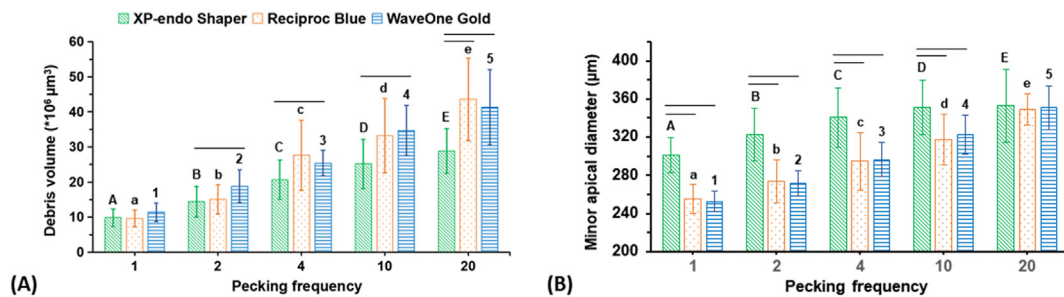 XP-endo Shaper Reciproc Blue WaveOne Gold
(A)
Debris volume (*10⁶ μm³)
60
50
40
30
20
10
0
A a 1
B b 2
C c 3
D d 4
E e 5
1 2 4 10 20
Pecking frequency
(B)
Minor apical diameter (μm)
400
360
320
280
240
200
A a 1
B b 2
C c 3
D d 4
E e 5
1 2 4 10 20
Pecking frequency